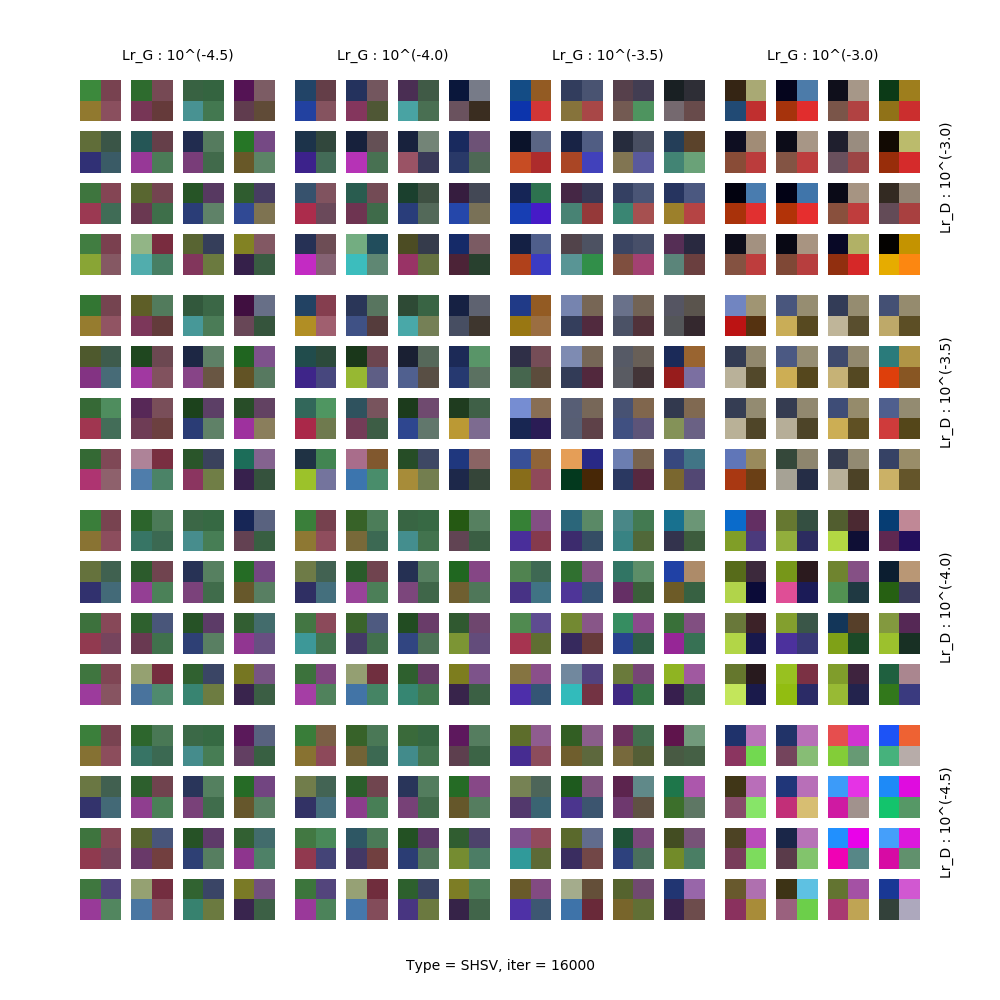 Lr_G : 10^(-4.5)
Lr_G : 10^(-4.0)
Lr_G : 10^(-3.5)
Lr_G : 10^(-3.0)
Lr_D : 10^(-3.0)
Lr_D : 10^(-3.5)
Lr_D : 10^(-4.0)
Lr_D : 10^(-4.5)
Type = SHSV, iter = 16000